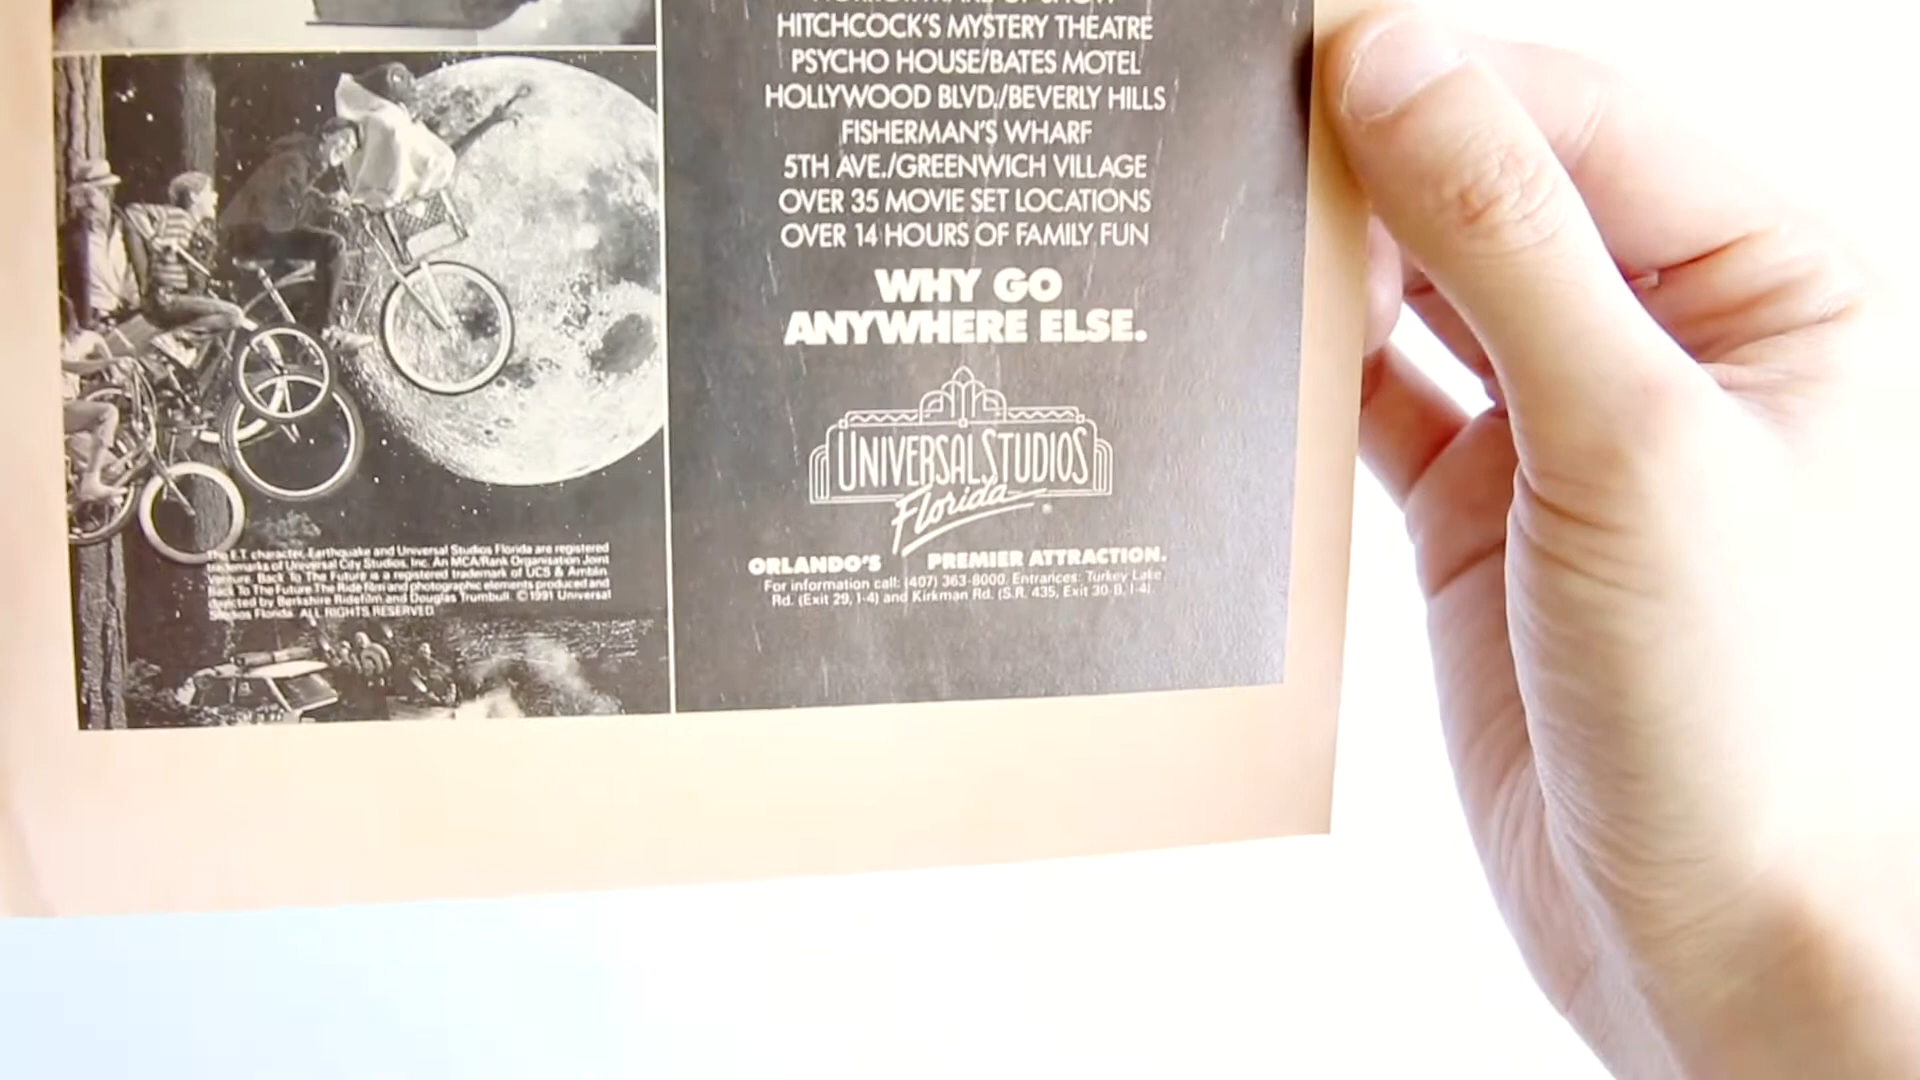 HITCHCOCK'S MYSTERY THEATRE
PSYCHO HOUSE/BATES MOTEL
HOLLYWOOD BLVD./BEVERLY HILLS
FISHERMAN'S WHARF
5TH AVE./GREENWICH VILLAGE
OVER 35 MOVIE SET LOCATIONS
OVER 14 HOURS OF FAMILY FUN
WHY GO
ANYWHERE ELSE.
UNIVERSAL STUDIOS
Florida
®
ORLANDO'S PREMIER ATTRACTION.
For information call: (407) 363-8000. Entrances: Turkey Lake
Rd. (Exit 29, I-4) and Kirkman Rd. (S.R. 435, Exit 30-B, I-4).
The E.T. character, Earthquake and Universal Studios Florida are registered
trademarks of Universal City Studios, Inc. An MCA/Rank Organisation Joint
Venture. Back To The Future is a registered trademark of UCS & Amblin.
Back To The Future The Ride film and photographic elements produced and
directed by Berkshire Ridefilm and Douglas Trumbull. ©1991 Universal
Studios Florida. ALL RIGHTS RESERVED